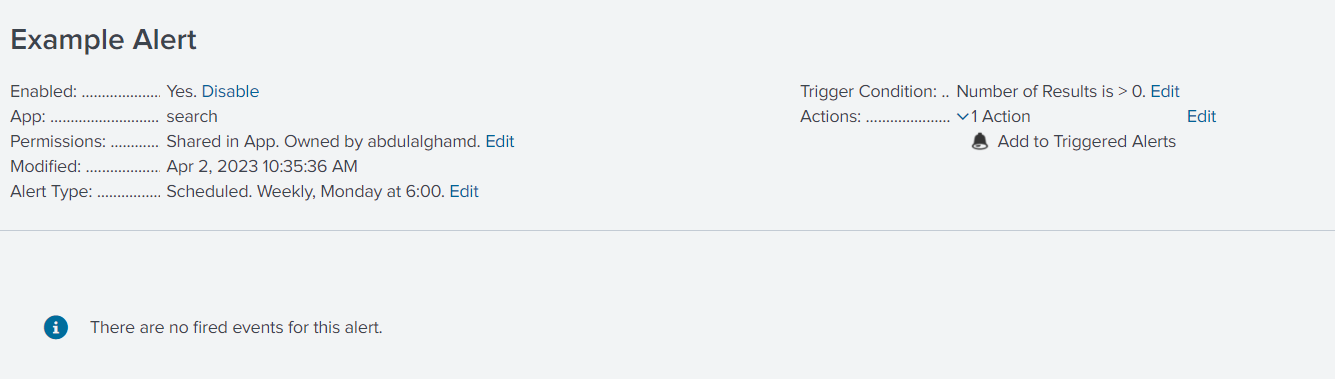 Example Alert
Enabled: .................... Yes. Disable
App: ........................... search
Permissions: ............ Shared in App. Owned by abdulalghamd. Edit
Modified: ................... Apr 2, 2023 10:35:36 AM
Alert Type: ................ Scheduled. Weekly, Monday at 6:00. Edit
Trigger Condition: .. Number of Results is > 0. Edit
Actions: ..................... 1 Action Edit
Add to Triggered Alerts
There are no fired events for this alert.